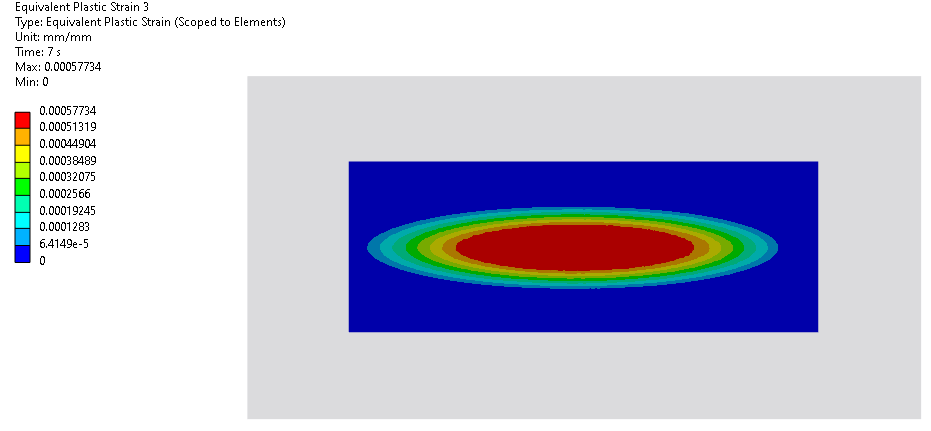 Equivalent Plastic Strain 3
Type: Equivalent Plastic Strain (Scoped to Elements)
Unit: mm/mm
Time: 7 s
Max: 0.00057734
Min: 0
0.00057734
0.00051319
0.00044904
0.00038489
0.00032075
0.0002566
0.00019245
0.0001283
6.4149e-5
0